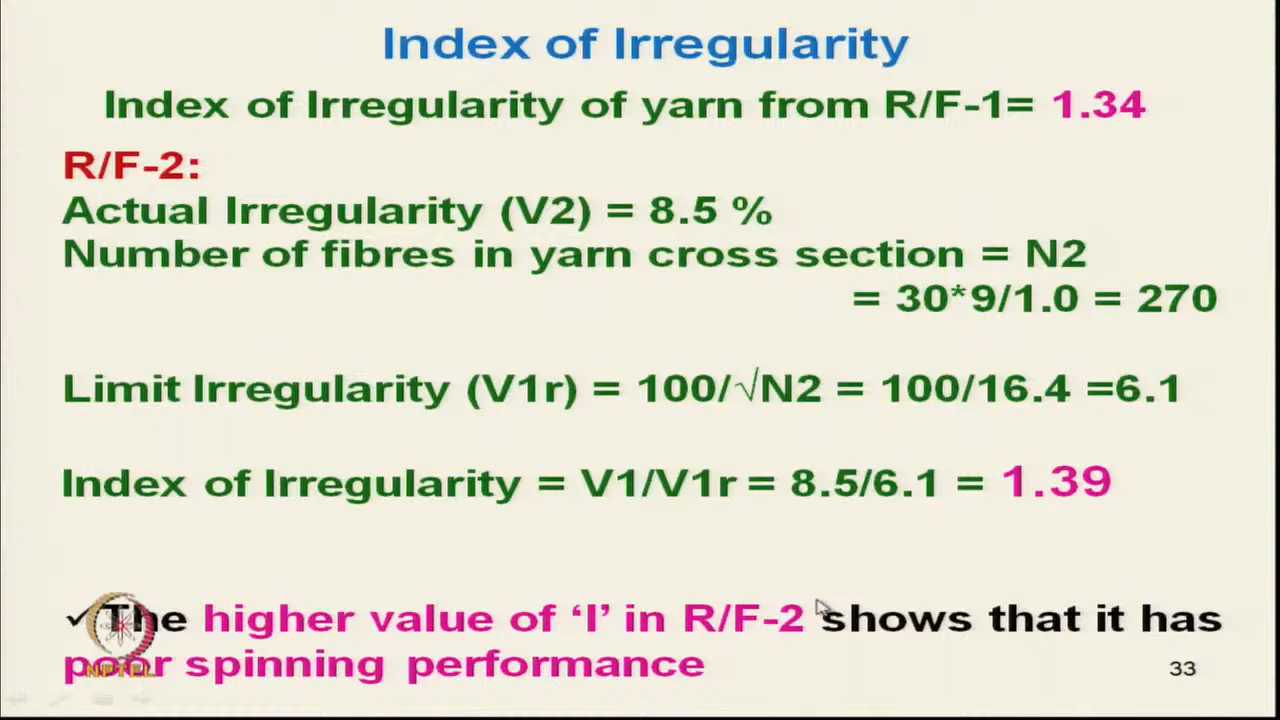 Index of Irregularity
Index of Irregularity of yarn from R/F-1= 1.34
R/F-2:
Actual Irregularity (V2) = 8.5 %
Number of fibres in yarn cross section = N2
= 30*9/1.0 = 270
Limit Irregularity (V1r) = 100/√N2 = 100/16.4 =6.1
Index of Irregularity = V1/V1r = 8.5/6.1 = 1.39
✓ The higher value of ‘I’ in R/F-2 shows that it has
poor spinning performance
NPTEL
33